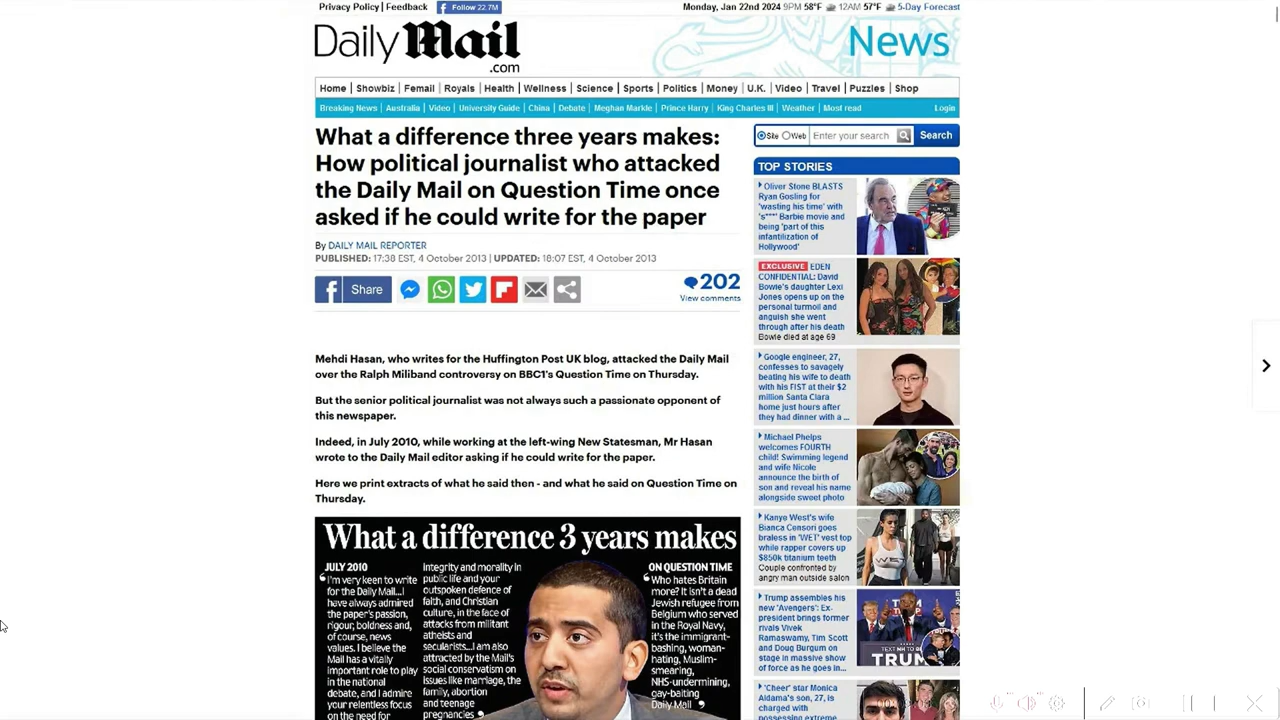 Privacy Policy | Feedback
Follow 22.7M
Monday, Jan 22nd 2024 9PM 58°F 12AM 57°F 5-Day Forecast
Daily Mail
.com
News
Home Showbiz Femail Royals Health Wellness Science Sports Politics Money U.K. Video Travel Puzzles Shop
Breaking News Australia Video University Guide China Debate Meghan Markle Prince Harry King Charles III Weather Most read Login
What a difference three years makes:
How political journalist who attacked
the Daily Mail on Question Time once
asked if he could write for the paper
By DAILY MAIL REPORTER
PUBLISHED: 17:38 EST, 4 October 2013 | UPDATED: 18:07 EST, 4 October 2013
Share
202
View comments
Mehdi Hasan, who writes for the Huffington Post UK blog, attacked the Daily Mail
over the Ralph Miliband controversy on BBC1's Question Time on Thursday.
But the senior political journalist was not always such a passionate opponent of
this newspaper.
Indeed, in July 2010, while working at the left-wing New Statesman, Mr Hasan
wrote to the Daily Mail editor asking if he could write for the paper.
Here we print extracts of what he said then - and what he said on Question Time on
Thursday.
What a difference 3 years makes
JULY 2010
'I'm very keen to write
for the Daily Mail...I
have always admired
the paper's passion,
rigour, boldness and,
of course, news
values. I believe the
Mail has a vitally
important role to play
in the national
debate, and I admire
your relentless focus
on the need for
integrity and morality in
public life and your
outspoken defence of
faith, and Christian
culture, in the face of
attacks from militant
atheists and
secularists...I am also
attracted by the Mail's
social conservatism on
issues like marriage, the
family, abortion
and teenage
pregnancies'
ON QUESTION TIME
'Who hates Britain
more? It isn't a dead
Jewish refugee from
Belgium who served
in the Royal Navy,
it's the immigrant-
bashing, woman-
hating, Muslim-
smearing,
NHS-undermining,
gay-baiting
Daily Mail'
Site Web Enter your search Search
TOP STORIES
Oliver Stone BLASTS
Ryan Gosling for
'wasting his time' with
's***' Barbie movie and
being 'part of this
infantilization of
Hollywood'
EXCLUSIVE EDEN
CONFIDENTIAL: David
Bowie's daughter Lexi
Jones opens up on the
personal turmoil and
anguish she went
through after his death
Bowie died at age 69
Google engineer, 27,
confesses to savagely
beating his wife to death
with his FIST at their $2
million Santa Clara
home just hours after
they had dinner with a ...
Michael Phelps
welcomes FOURTH
child! Swimming legend
and wife Nicole
announce the birth of
son and reveal his name
alongside sweet photo
Kanye West's wife
Bianca Censori goes
braless in 'WET' vest top
while rapper covers up
$850k titanium teeth
Couple confronted by
angry man outside salon
Trump assembles his
new 'Avengers': Ex-
president brings former
rivals Vivek
Ramaswamy, Tim Scott
and Doug Burgum on
stage in massive show
of force as he goes in...
'Cheer' star Monica
Aldama's son, 27, is
charged with
possessing extreme